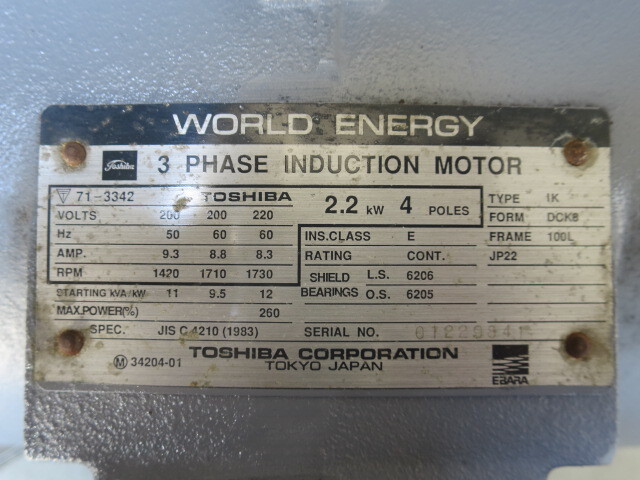 WORLD ENERGY
Toshiba 3 PHASE INDUCTION MOTOR
71-3342 TOSHIBA 2.2 kW 4 POLES TYPE IK
VOLTS 200 200 220 FORM DCK8
Hz 50 60 60 INS.CLASS E FRAME 100L
AMP. 9.3 8.8 8.3 RATING CONT. JP22
RPM 1420 1710 1730 SHIELD L.S. 6206
STARTING kVA/kW 11 9.5 12 BEARINGS O.S. 6205
MAX.POWER(%) 260
SPEC. JIS C 4210 (1983) SERIAL NO.
M 34204-01 TOSHIBA CORPORATION
TOKYO JAPAN EBARA